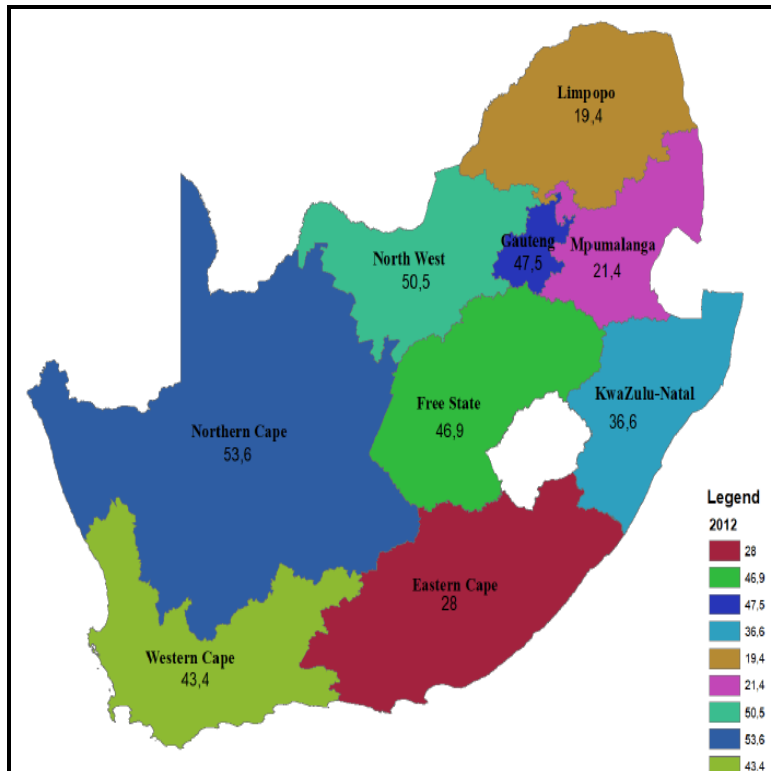 Limpopo
19,4
Gauteng
47,5
Mpumalanga
21,4
North West
50,5
Free State
46,9
KwaZulu-Natal
36,6
Northern Cape
53,6
Eastern Cape
28
Western Cape
43,4
Legend
2012
28
46,9
47,5
36,6
19,4
21,4
50,5
53,6
43,4